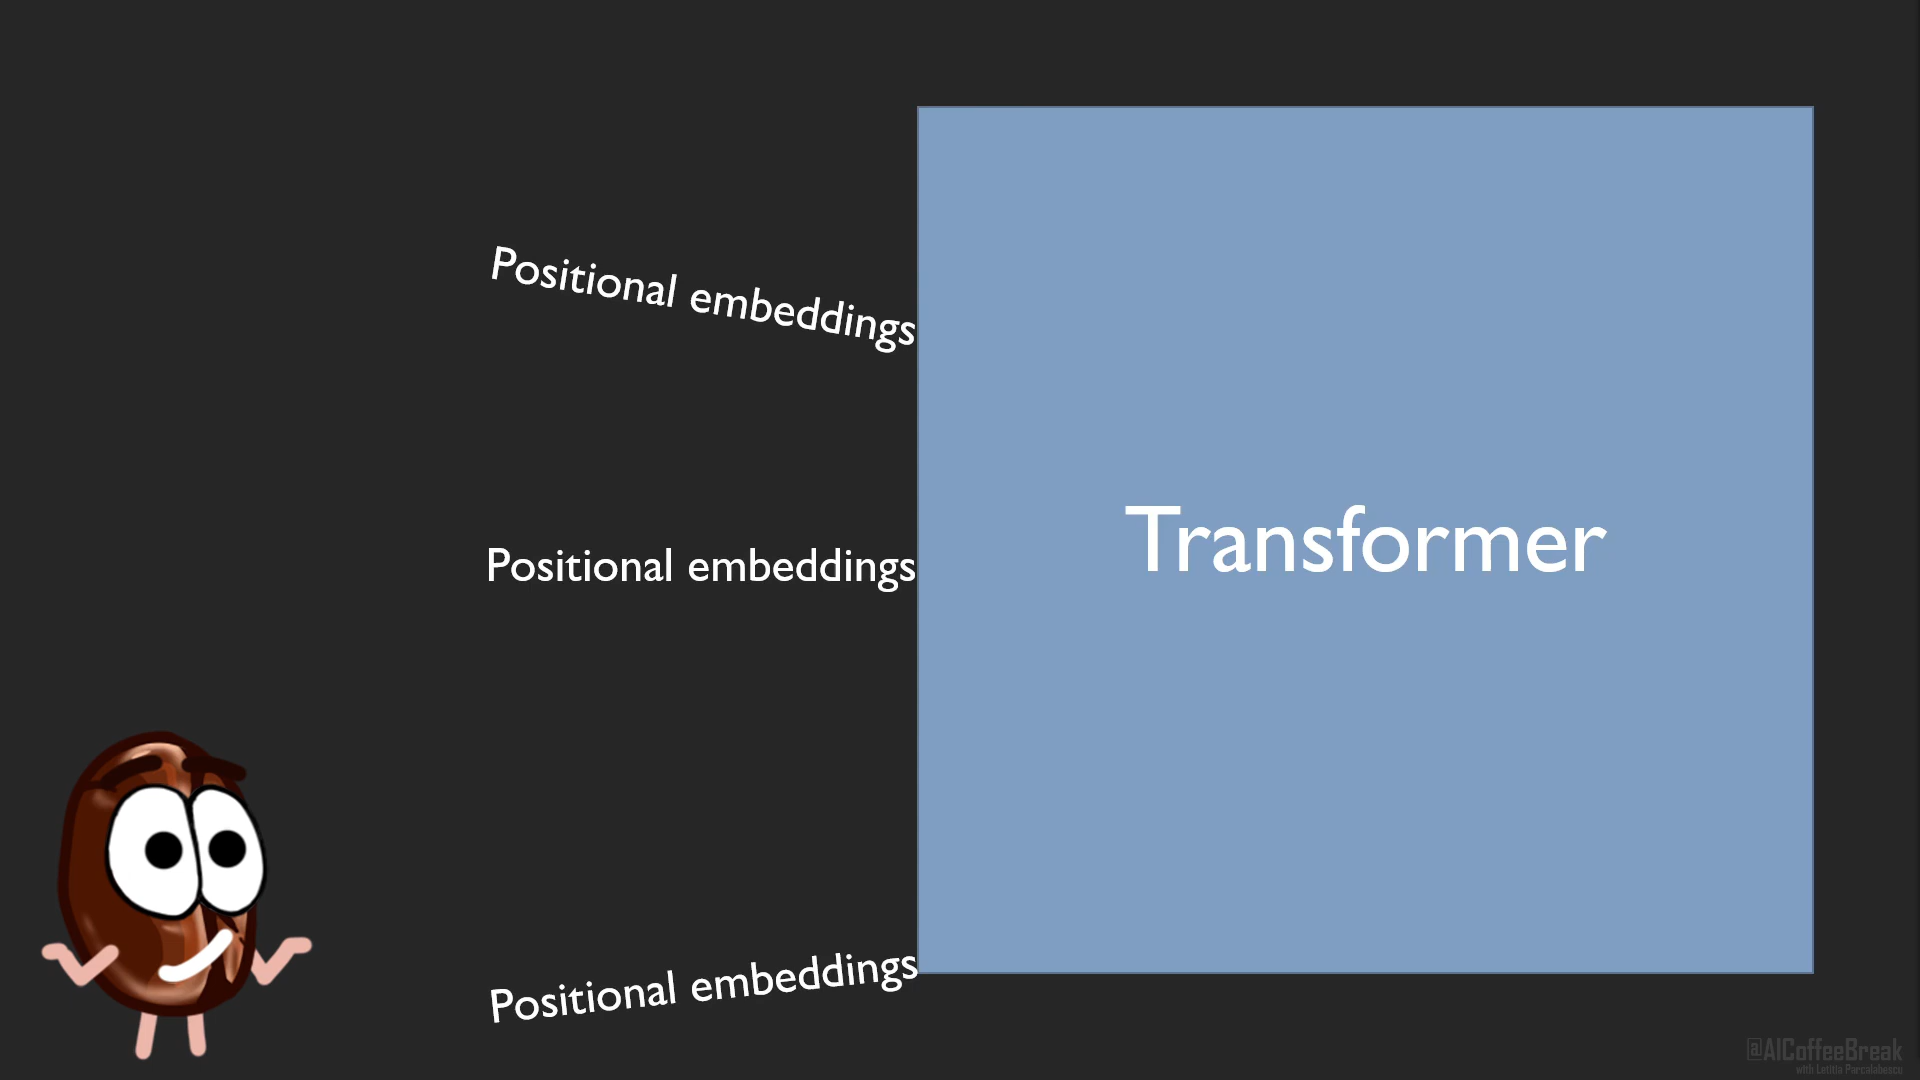 Positional embeddings
Positional embeddings
Transformer
Positional embeddings
@AICoffeeBreak
with Letitia Parcalabescu